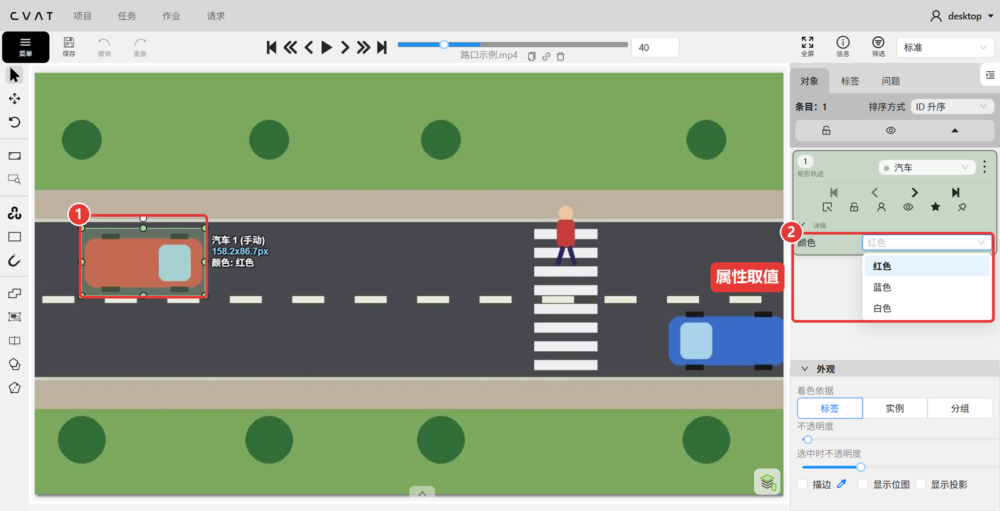 CVAT
项目
任务
作业
请求
desktop
菜单
保存
撤销
重做
路口示例.mp4
40
全屏
信息
筛选
标准
对象
标签
问题
条目：1
排序方式
ID 升序
1
矩形轨迹
汽车
详情
颜色
红色
红色
蓝色
白色
1
汽车 1 (手动)
158.2x86.7px
颜色: 红色
2
属性取值
外观
着色依据
标签
实例
分组
不透明度
选中时不透明度
描边
显示位图
显示投影
0